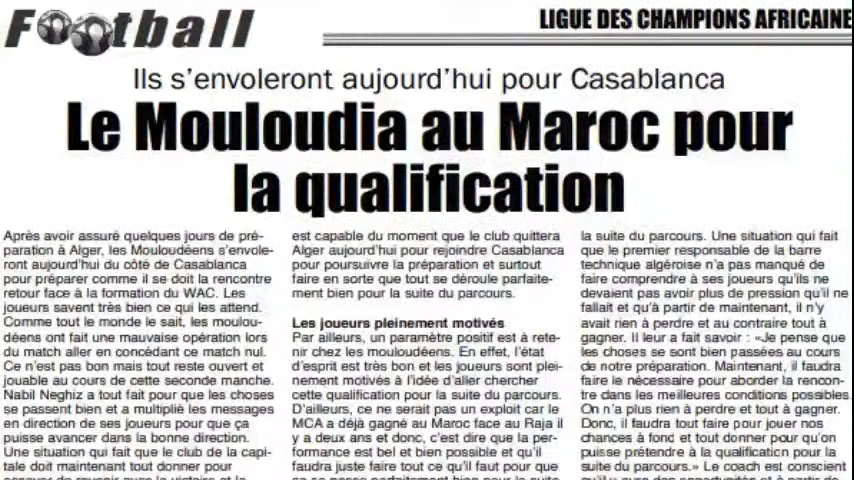 Football
LIGUE DES CHAMPIONS AFRICAINE
Ils s'envoleront aujourd'hui pour Casablanca
Le Mouloudia au Maroc pour
la qualification
Après avoir assuré quelques jours de pré-
paration à Alger, les Mouloudéens s'envole-
ront aujourd'hui du côté de Casablanca
pour préparer comme il se doit la rencontre
retour face à la formation du WAC. Les
joueurs savent très bien ce qui les attend.
Comme tout le monde le sait, les moulou-
déens ont fait une mauvaise opération lors
du match aller en concédant ce match nul.
Ce n'est pas bon mais tout reste ouvert et
jouable au cours de cette seconde manche.
Nabil Neghiz a tout fait pour que les choses
se passent bien et a multiplié les messages
en direction de ses joueurs pour que ça
puisse avancer dans la bonne direction.
Une situation qui fait que le club de la capi-
tale doit maintenant tout donner pour
est capable du moment que le club quittera
Alger aujourd'hui pour rejoindre Casablanca
pour poursuivre la préparation et surtout
faire en sorte que tout se déroule parfaite-
ment bien pour la suite du parcours.
Les joueurs pleinement motivés
Par ailleurs, un paramètre positif est à rete-
nir chez les mouloudéens. En effet, l'état
d'esprit est très bon et les joueurs sont plei-
nement motivés à l'idée d'aller chercher
cette qualification pour la suite du parcours.
D'ailleurs, ce ne serait pas un exploit car le
MCA a déjà gagné au Maroc face au Raja il
y a deux ans et donc, c'est dire que la per-
formance est bel et bien possible et qu'il
faudra juste faire tout ce qu'il faut pour que
la suite du parcours. Une situation qui fait
que le premier responsable de la barre
technique algéroise n'a pas manqué de
faire comprendre à ses joueurs qu'ils ne
devaient pas avoir plus de pression qu'il ne
fallait et qu'à partir de maintenant, il n'y
avait rien à perdre et au contraire tout à
gagner. Il leur a fait savoir : «Je pense que
les choses se sont bien passées au cours
de notre préparation. Maintenant, il faudra
faire le nécessaire pour aborder la rencon-
tre dans les meilleures conditions possibles.
On n'a plus rien à perdre et tout à gagner.
Donc, il faudra tout faire pour jouer nos
chances à fond et tout donner pour qu'on
puisse prétendre à la qualification pour la
suite du parcours.» Le coach est conscient